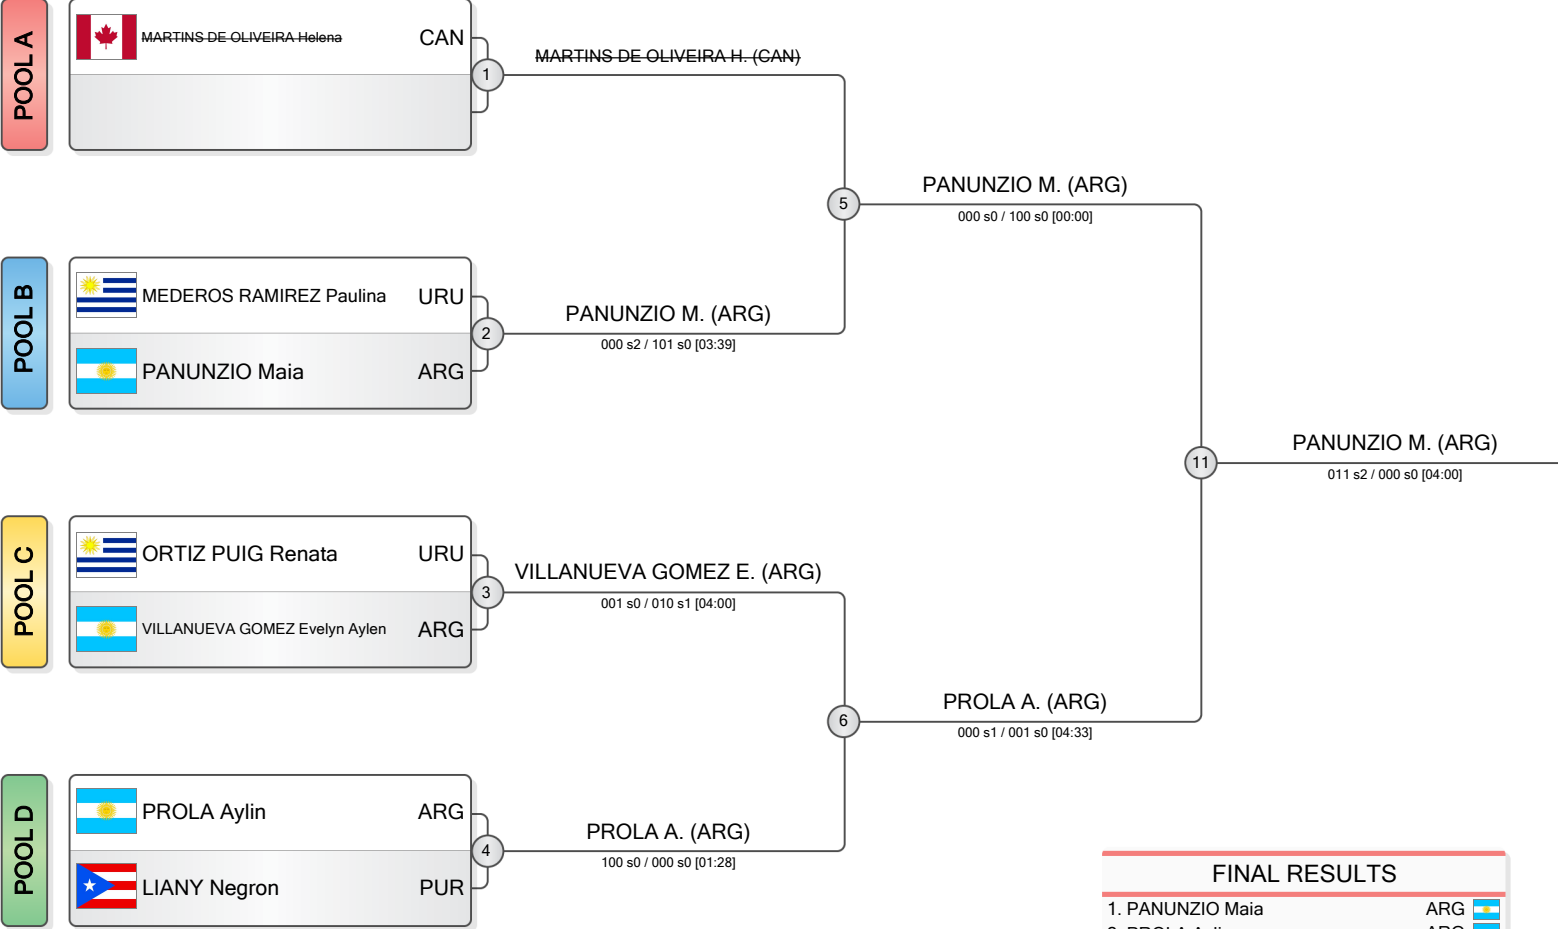 POOL A
MARTINS DE OLIVEIRA Helena CAN
1
MARTINS DE OLIVEIRA H. (CAN)
5
PANUNZIO M. (ARG)
000 s0 / 100 s0 [00:00]
POOL B
MEDEROS RAMIREZ Paulina URU
PANUNZIO Maia ARG
2
PANUNZIO M. (ARG)
000 s2 / 101 s0 [03:39]
11
PANUNZIO M. (ARG)
011 s2 / 000 s0 [04:00]
POOL C
ORTIZ PUIG Renata URU
VILLANUEVA GOMEZ Evelyn Aylen ARG
3
VILLANUEVA GOMEZ E. (ARG)
001 s0 / 010 s1 [04:00]
6
PROLA A. (ARG)
000 s1 / 001 s0 [04:33]
POOL D
PROLA Aylin ARG
LIANY Negron PUR
4
PROLA A. (ARG)
100 s0 / 000 s0 [01:28]
FINAL RESULTS
1. PANUNZIO Maia ARG
2. PROLA Aylin ARG